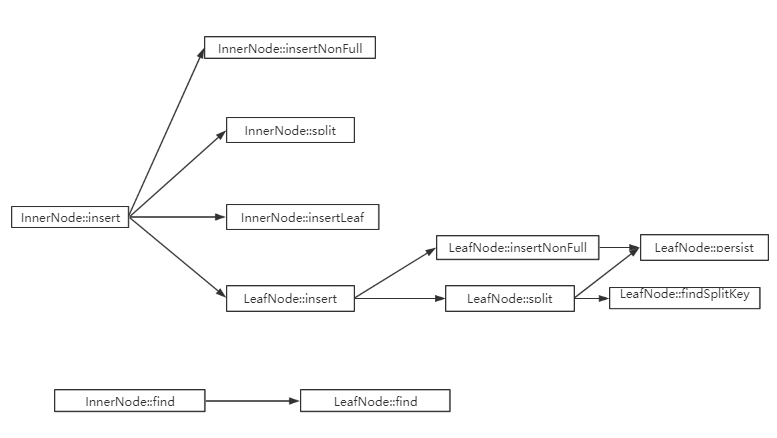 InnerNode::insertNonFull
InnerNode::split
InnerNode::insert
InnerNode::insertLeaf
LeafNode::insertNonFull
LeafNode::persist
LeafNode::insert
LeafNode::split
LeafNode::findSplitKey
InnerNode::find
LeafNode::find